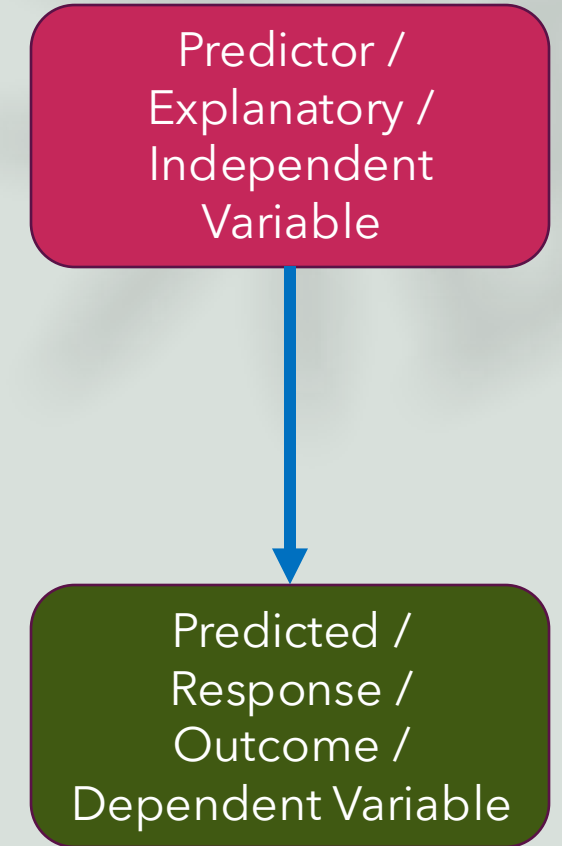 Predictor /
Explanatory /
Independent
Variable
Predicted /
Response /
Outcome /
Dependent Variable